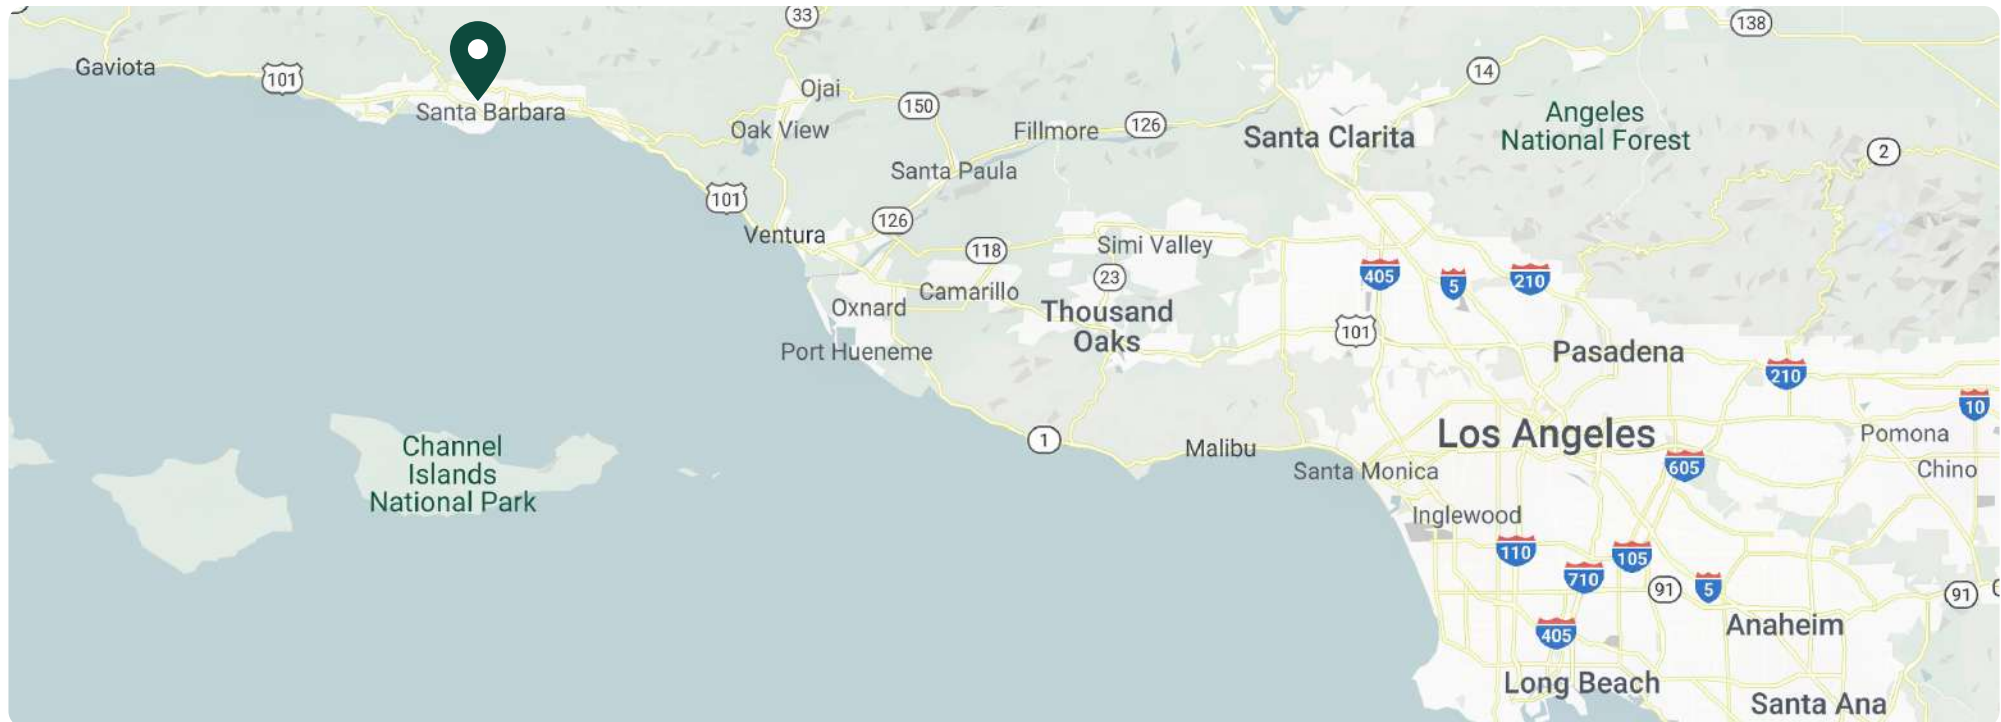 33
138
Gaviota
101
14
Ojai
150
Santa Barbara
Angeles
National Forest
Oak View
Fillmore
126
Santa Clarita
2
Santa Paula
101
126
Ventura
118
Simi Valley
23
405
5
210
Camarillo
Oxnard
Thousand
Oaks
101
Port Hueneme
Pasadena
210
10
Channel
Islands
National Park
1
Malibu
Los Angeles
Pomona
605
Santa Monica
Chino
Inglewood
110
105
710
91
5
91
Anaheim
405
Long Beach
Santa Ana